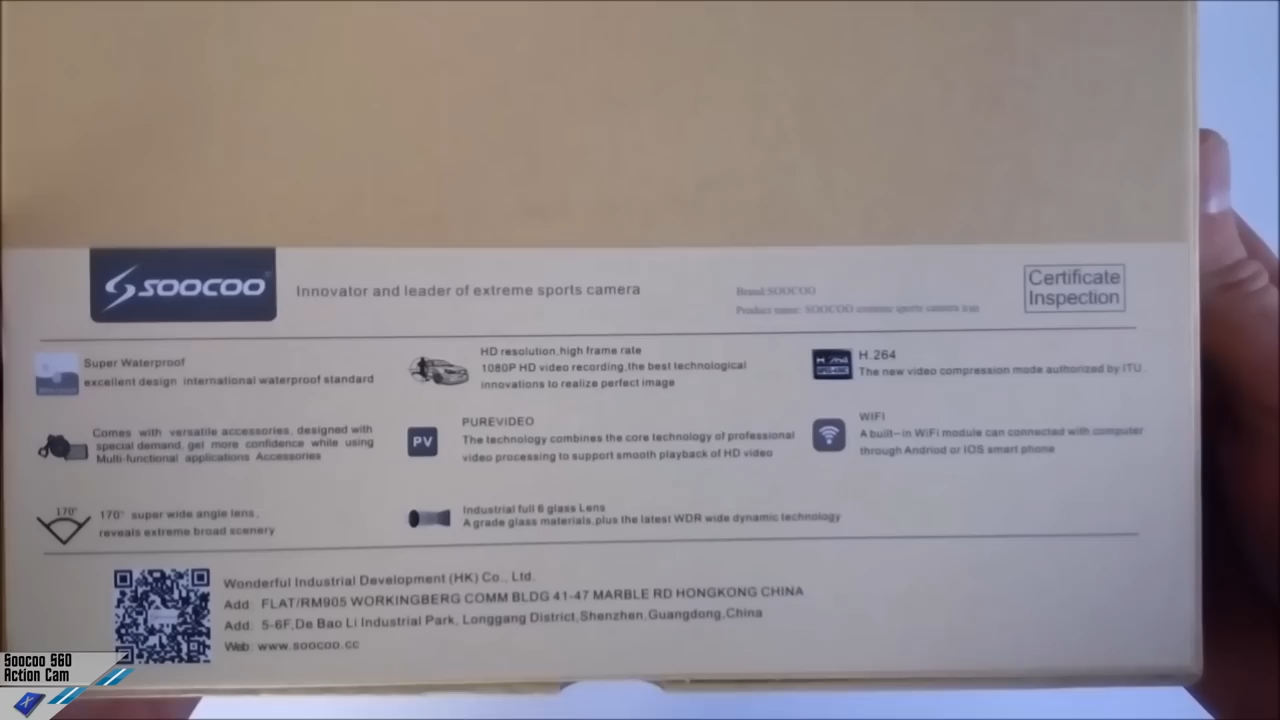 SOOCOO
Innovator and leader of extreme sports camera
Brand:SOOCOO
Product name: SOOCOO extreme sports camera
Certificate
Inspection
Super Waterproof
excellent design international waterproof standard
HD resolution,high frame rate
1080P HD video recording,the best technological
innovations to realize perfect image
H.264
The new video compression mode authorized by ITU.
Comes with versatile accessories, designed with
special demand, get more confidence while using
Multi-functional applications Accessories
PV
PUREVIDEO
The technology combines the core technology of professional
video processing to support smooth playback of HD video
WIFI
A built-in WiFi module can connected with computer
through Andriod or IOS smart phone
170°
170° super wide angle lens,
reveals extreme broad scenery
Industrial full 6 glass Lens
A grade glass materials,plus the latest WDR wide dynamic technology
Wonderful Industrial Development (HK) Co., Ltd.
Add: FLAT/RM905 WORKINGBERG COMM BLDG 41-47 MARBLE RD HONGKONG CHINA
Add: 5-6F,De Bao Li Industrial Park, Longgang District,Shenzhen,Guangdong,China
Web: www.soocoo.cc
Soocoo S60
Action Cam
X